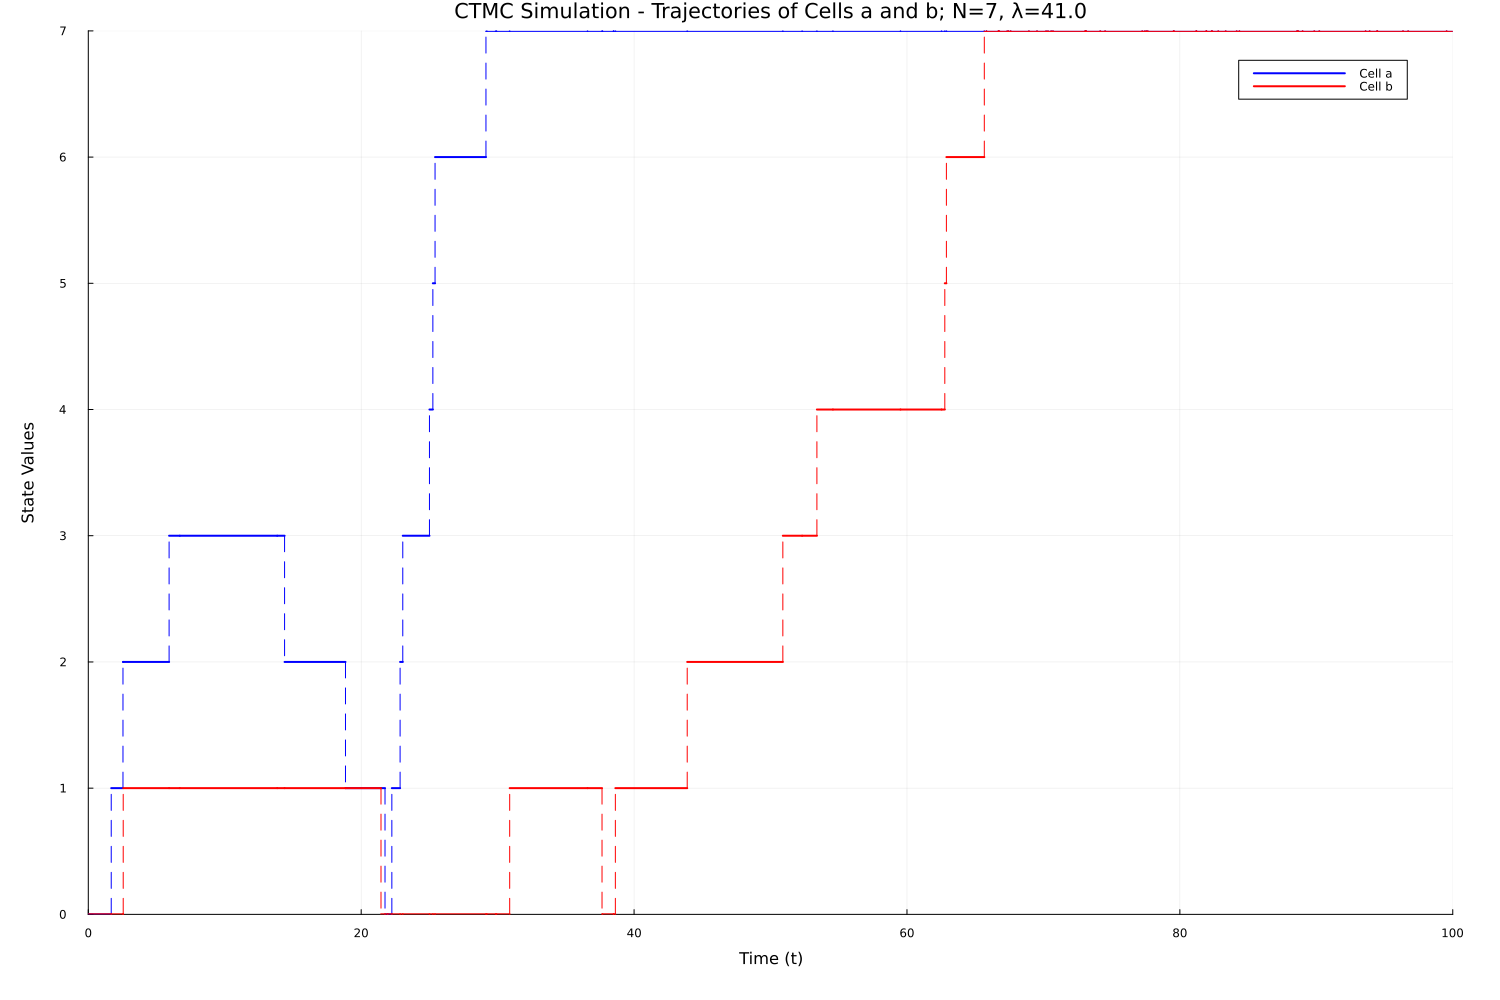 CTMC Simulation - Trajectories of Cells a and b; N=7, λ=41.0
7
Cell a
Cell b
6
5
4
State Values
3
2
1
0
0 20 40 60 80 100
Time (t)